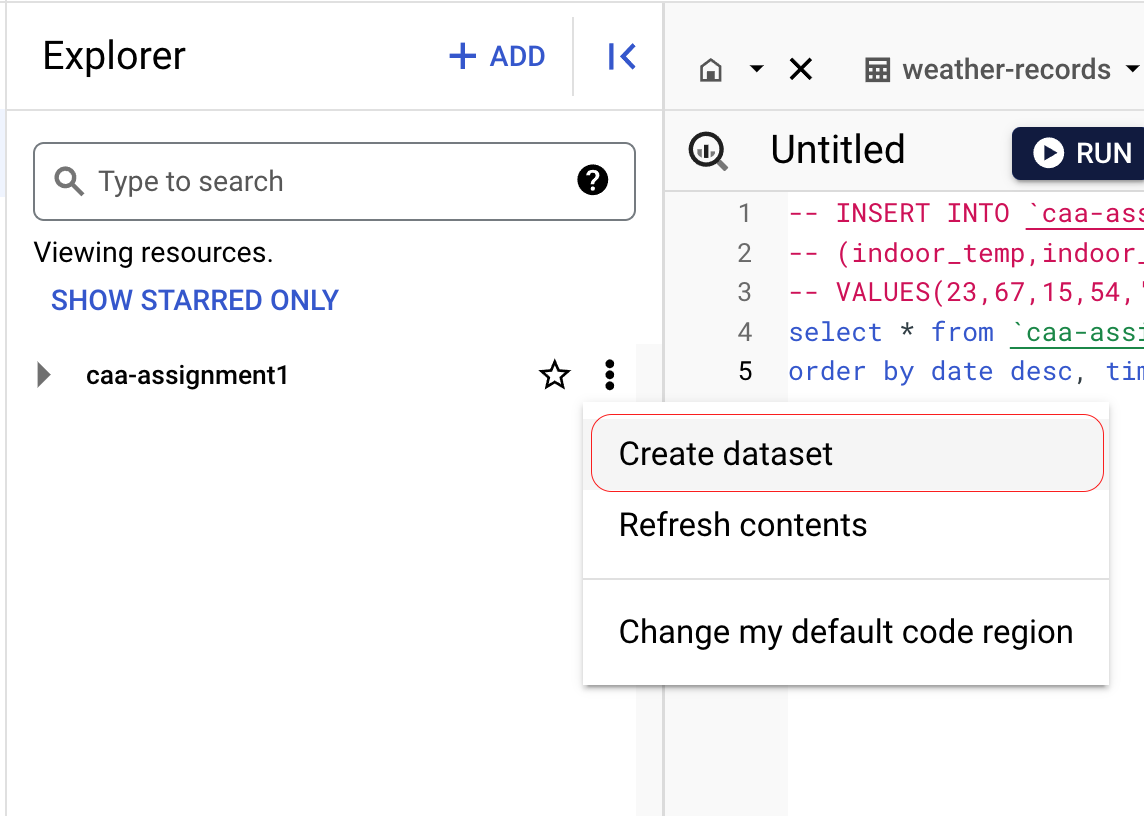 Explorer
+ ADD
Type to search
?
Viewing resources.
SHOW STARRED ONLY
caa-assignment1
Create dataset
Refresh contents
Change my default code region
weather-records
Untitled
RUN
1 -- INSERT INTO `caa-ass
2 -- (indoor_temp,indoor_
3 -- VALUES(23,67,15,54,'
4 select * from `caa-assi
5 order by date desc, tim